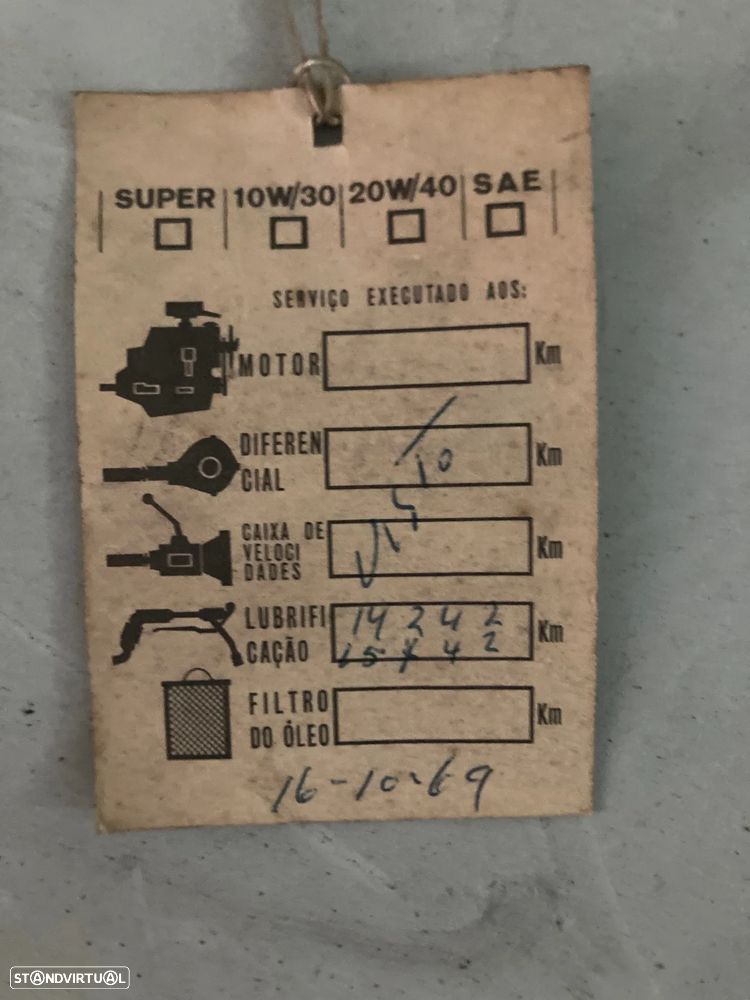 SUPER 10W/30 20W/40 SAE
SERVIÇO EXECUTADO AOS:
MOTOR Km
DIFEREN
CIAL Km
CAIXA DE
VELOCI
DADES Km
LUBRIFI 14242
CAÇÃO Km
FILTRO
DO ÓLEO Km
16-10-69
STANDVIRTUAL